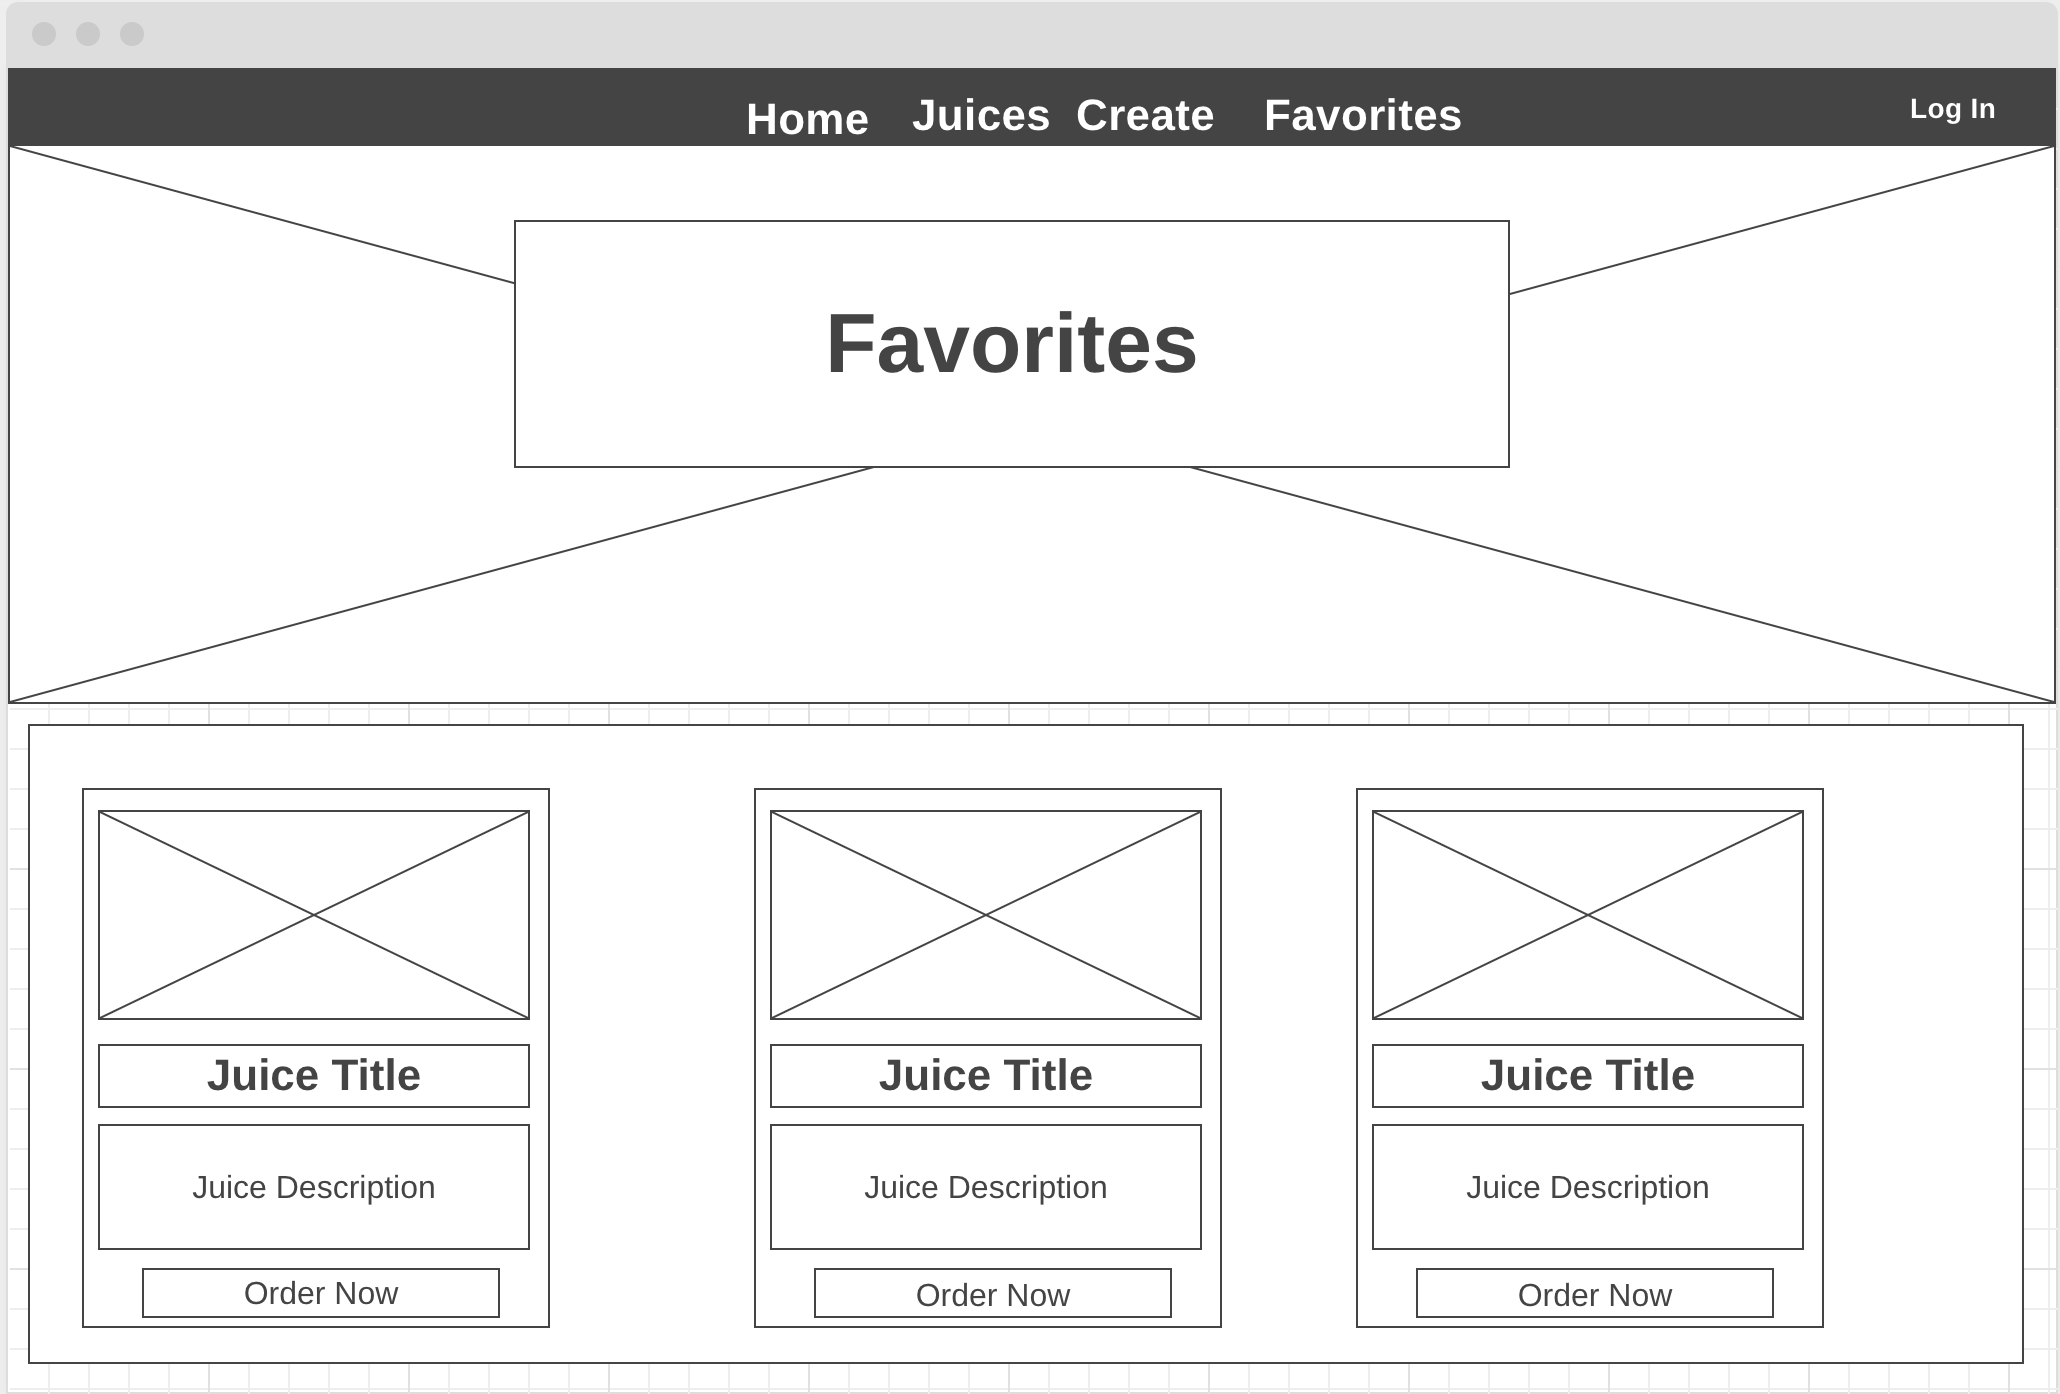 Home Juices Create Favorites Log In
Favorites
Juice Title Juice Title Juice Title
Juice Description Juice Description Juice Description
Order Now Order Now Order Now